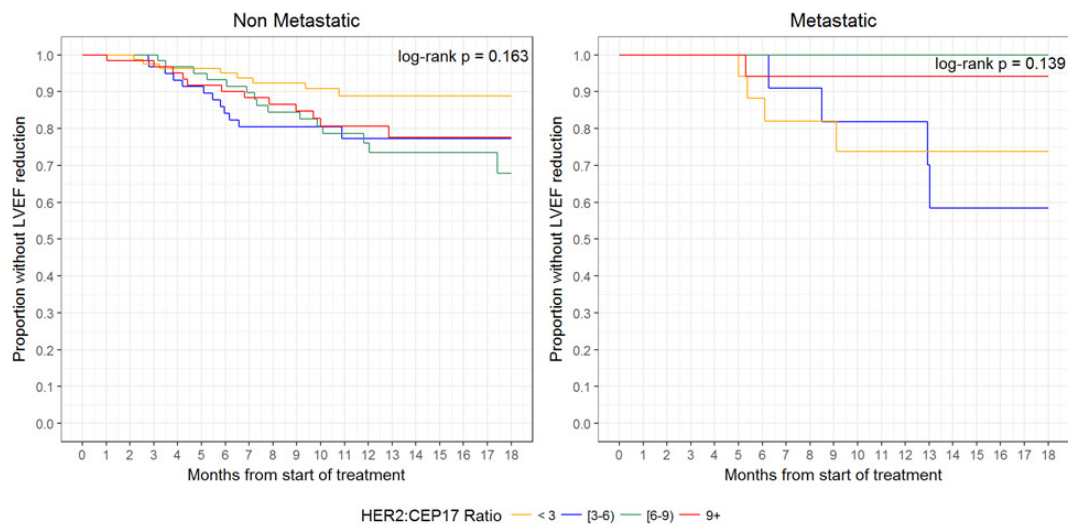 Non Metastatic
log-rank p = 0.163
Proportion without LVEF reduction
1.0
0.9
0.8
0.7
0.6
0.5
0.4
0.3
0.2
0.1
0.0
0 1 2 3 4 5 6 7 8 9 10 11 12 13 14 15 16 17 18
Months from start of treatment
Metastatic
log-rank p = 0.139
Proportion without LVEF reduction
1.0
0.9
0.8
0.7
0.6
0.5
0.4
0.3
0.2
0.1
0.0
0 1 2 3 4 5 6 7 8 9 10 11 12 13 14 15 16 17 18
Months from start of treatment
HER2:CEP17 Ratio < 3 [3-6) [6-9) 9+